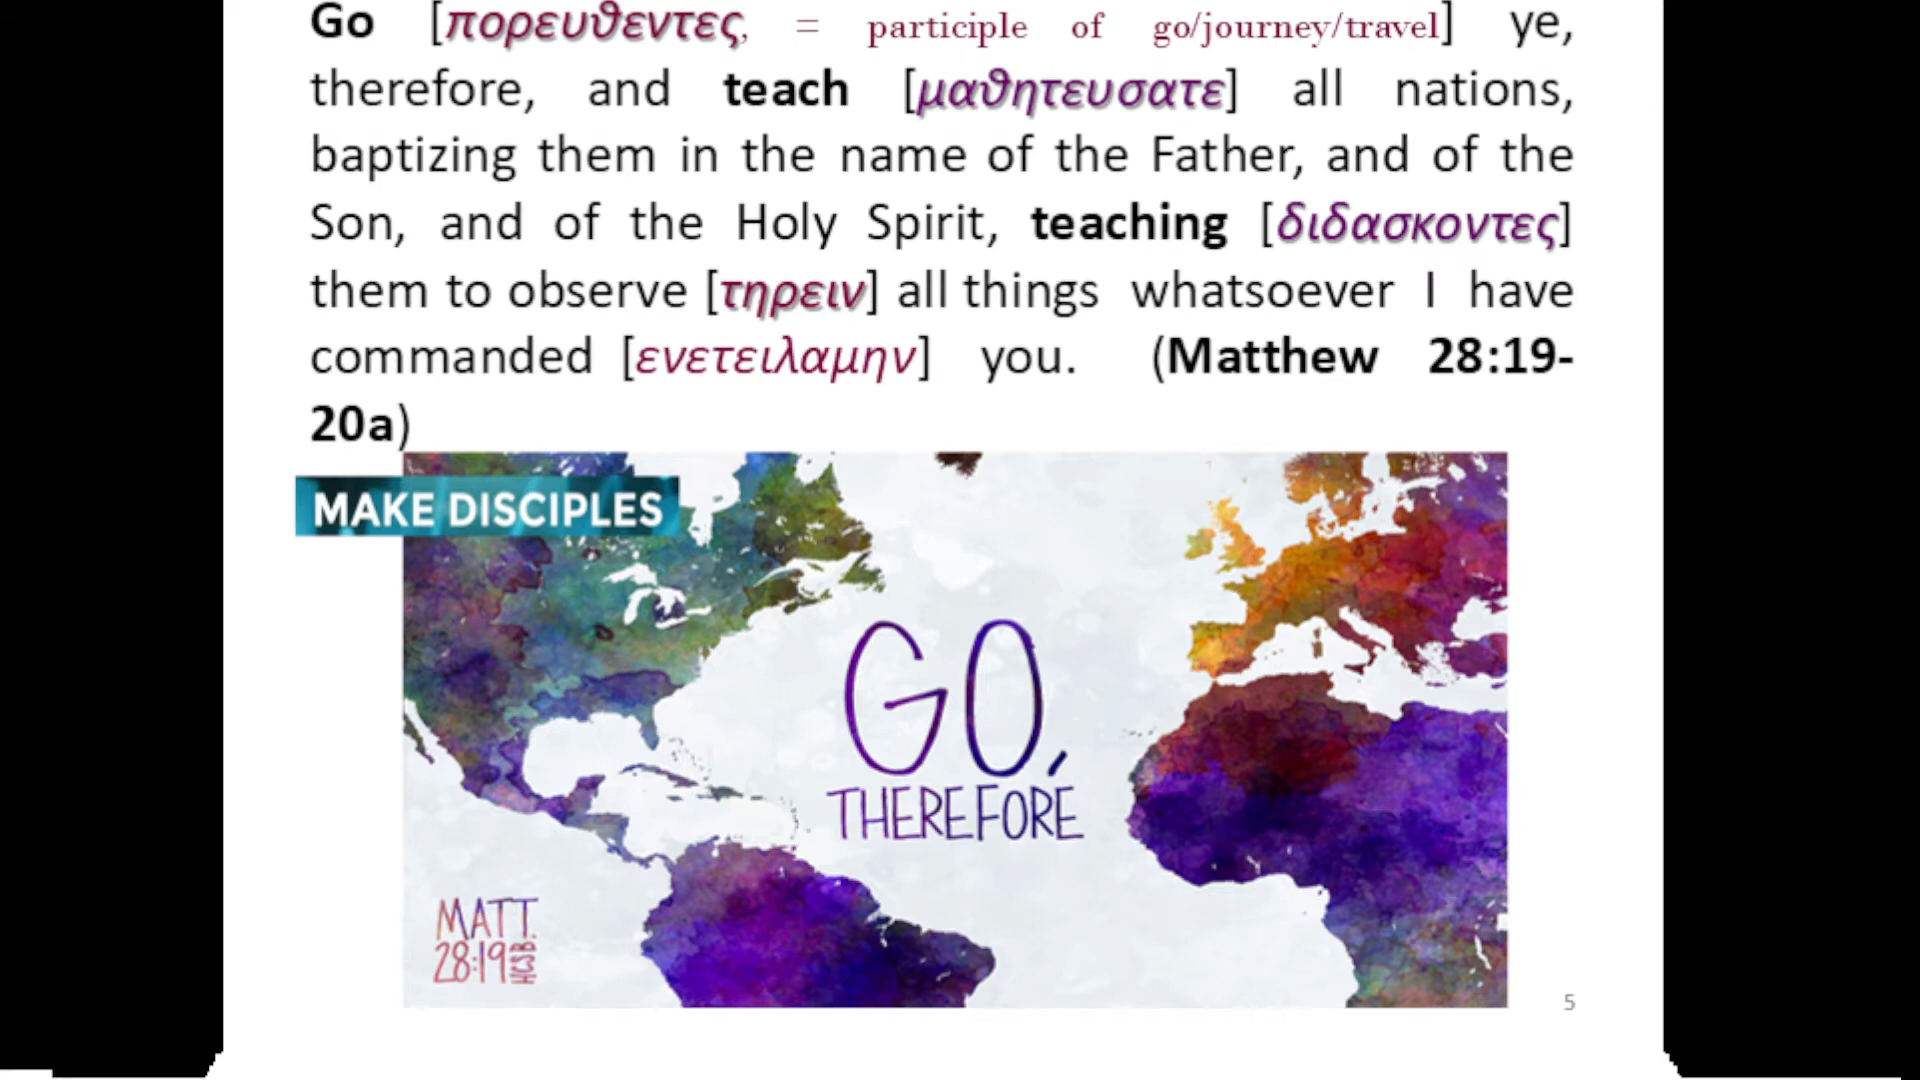 Go [πορευθεντες, = participle of go/journey/travel] ye,
therefore, and teach [μαθητευσατε] all nations,
baptizing them in the name of the Father, and of the
Son, and of the Holy Spirit, teaching [διδασκοντες]
them to observe [τηρειν] all things whatsoever I have
commanded [ενετειλαμην] you. (Matthew 28:19-
20a)
MAKE DISCIPLES
GO,
THEREFORE
MATT.
28:19 HCSB
5